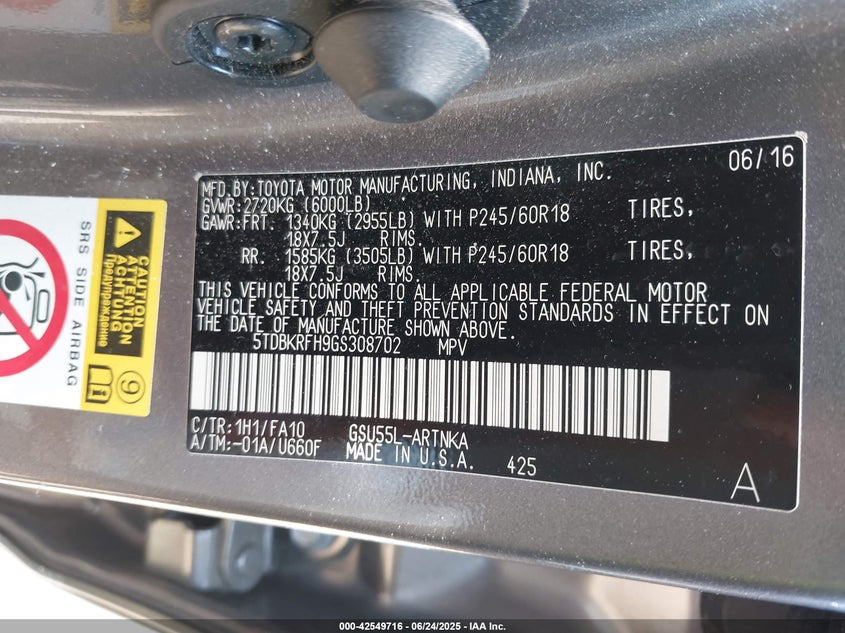 06/16
MFD.BY:TOYOTA MOTOR MANUFACTURING, INDIANA, INC.
GVWR:2720KG (6000LB)
GAWR:FRT. 1340KG (2955LB) WITH P245/60R18 TIRES,
18X7.5J RIMS.
RR. 1585KG (3505LB) WITH P245/60R18 TIRES,
18X7.5J RIMS.
THIS VEHICLE CONFORMS TO ALL APPLICABLE FEDERAL MOTOR
VEHICLE SAFETY AND THEFT PREVENTION STANDARDS IN EFFECT ON
THE DATE OF MANUFACTURE SHOWN ABOVE.
5TDBKRFH9GS308702 MPV
C/TR:1H1/FA10 GSU55L-ARTNKA
A/TM:-01A/U660F MADE IN U.S.A. 425
A
CAUTION
ATTENTION
ACHTUNG
Предупреждение
SRS SIDE AIRBAG
9
000-42549716 - 06/24/2025 - IAA Inc.